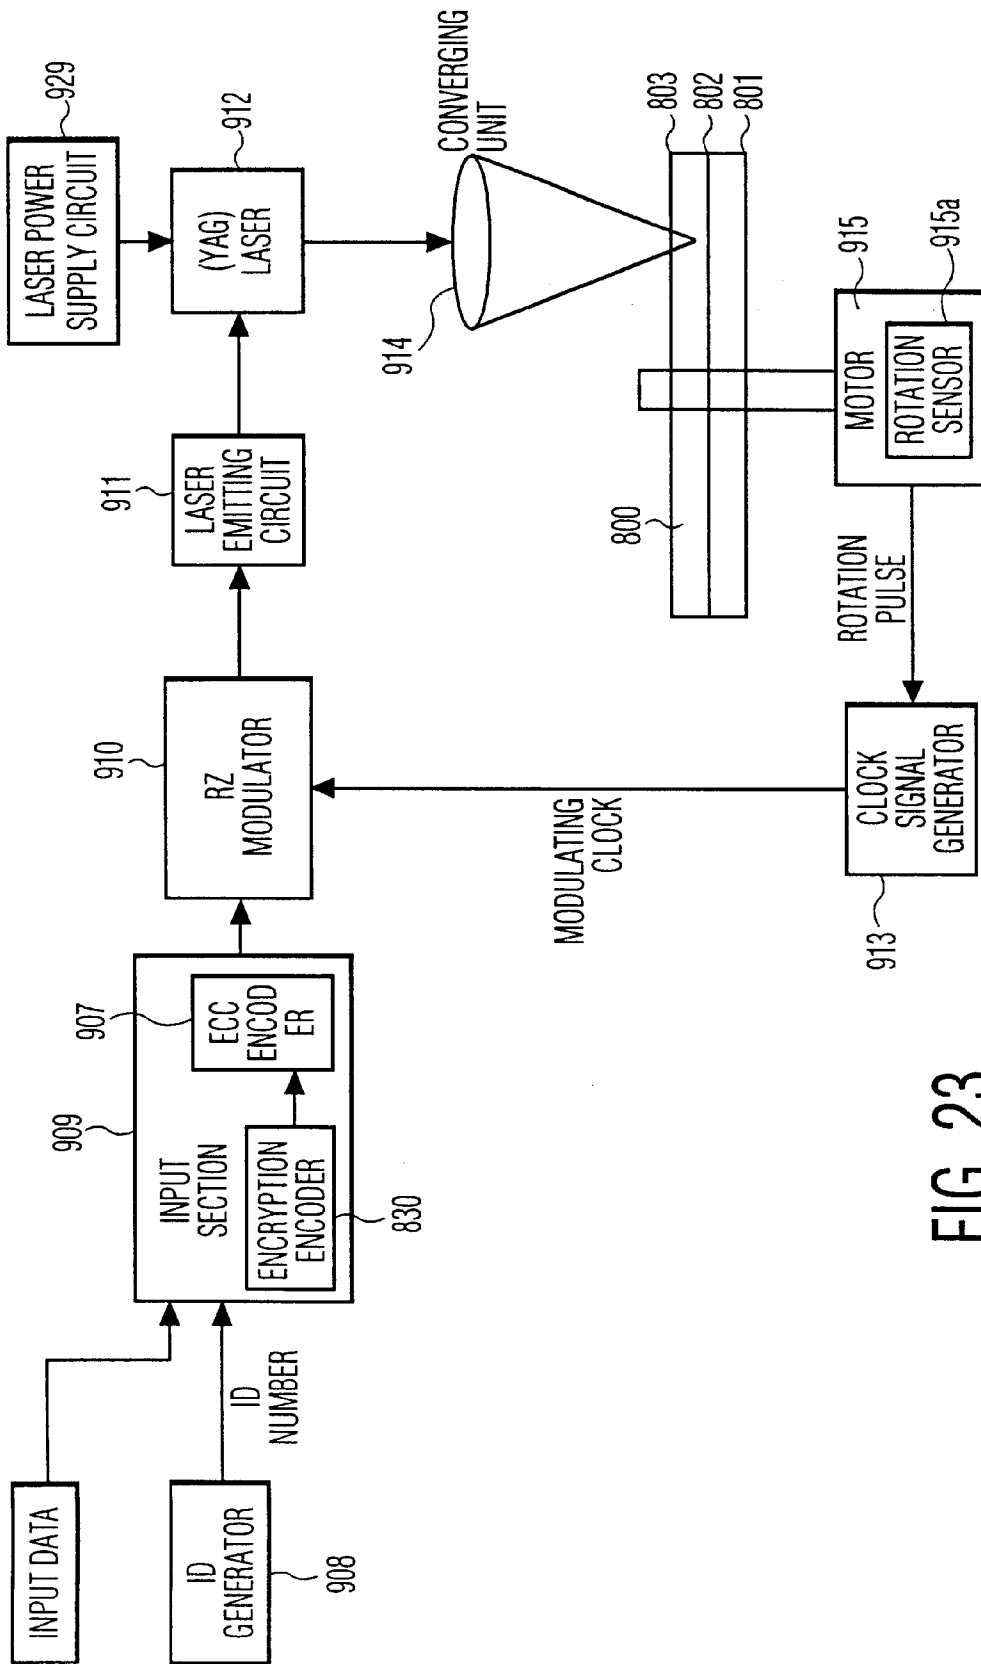 INPUT DATA
ID
GENERATOR
908
ID
NUMBER
909
INPUT
SECTION
ENCRYPTION
ENCODER
830
907
ECC
ENCOD
ER
910
RZ
MODULATOR
911
LASER
EMITTING
CIRCUIT
LASER POWER
SUPPLY CIRCUIT
929
(YAG)
LASER
912
CONVERGING
UNIT
914
803
802
801
800
MOTOR
915
ROTATION
SENSOR
915a
ROTATION
PULSE
CLOCK
SIGNAL
GENERATOR
913
MODULATING
CLOCK
FIG. 23